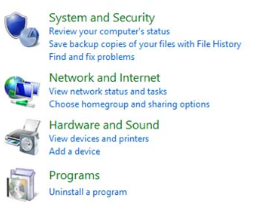 System and Security
Review your computer's status
Save backup copies of your files with File History
Find and fix problems
Network and Internet
View network status and tasks
Choose homegroup and sharing options
Hardware and Sound
View devices and printers
Add a device
Programs
Uninstall a program